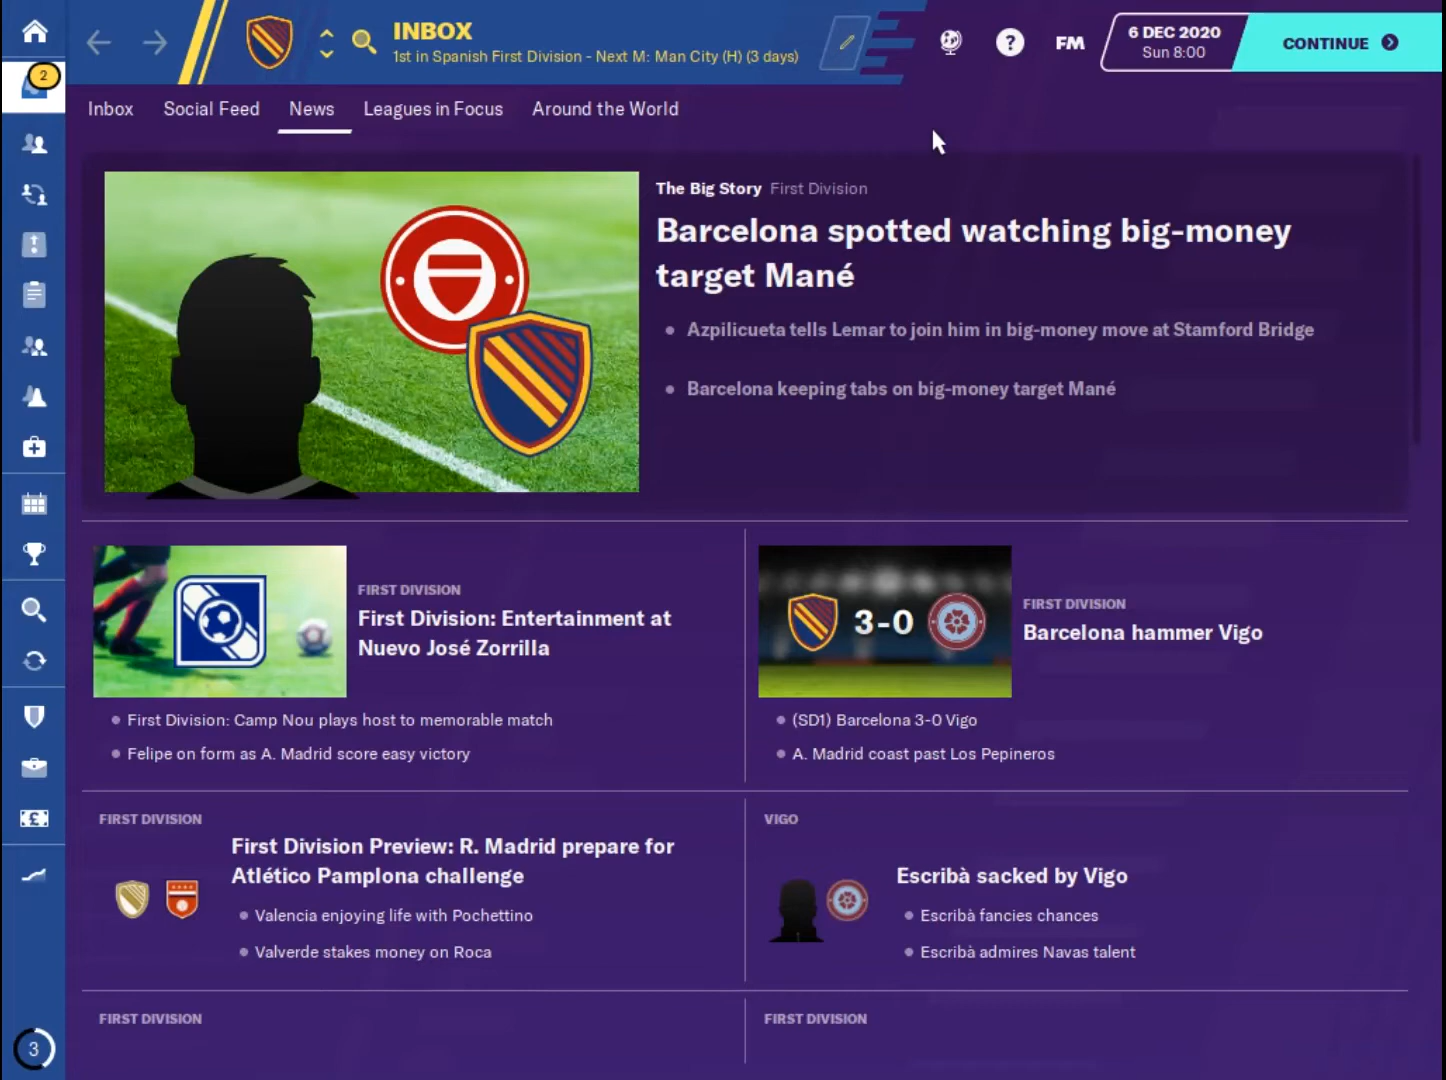 INBOX
1st in Spanish First Division - Next M: Man City (H) (3 days)
?
FM
6 DEC 2020
Sun 8:00
CONTINUE
2
Inbox
Social Feed
News
Leagues in Focus
Around the World
The Big Story First Division
Barcelona spotted watching big-money
target Mané
Azpilicueta tells Lemar to join him in big-money move at Stamford Bridge
Barcelona keeping tabs on big-money target Mané
FIRST DIVISION
First Division: Entertainment at
Nuevo José Zorrilla
First Division: Camp Nou plays host to memorable match
Felipe on form as A. Madrid score easy victory
3-0
FIRST DIVISION
Barcelona hammer Vigo
(SD1) Barcelona 3-0 Vigo
A. Madrid coast past Los Pepineros
FIRST DIVISION
First Division Preview: R. Madrid prepare for
Atlético Pamplona challenge
Valencia enjoying life with Pochettino
Valverde stakes money on Roca
VIGO
Escribà sacked by Vigo
Escribà fancies chances
Escribà admires Navas talent
FIRST DIVISION
FIRST DIVISION
£
3